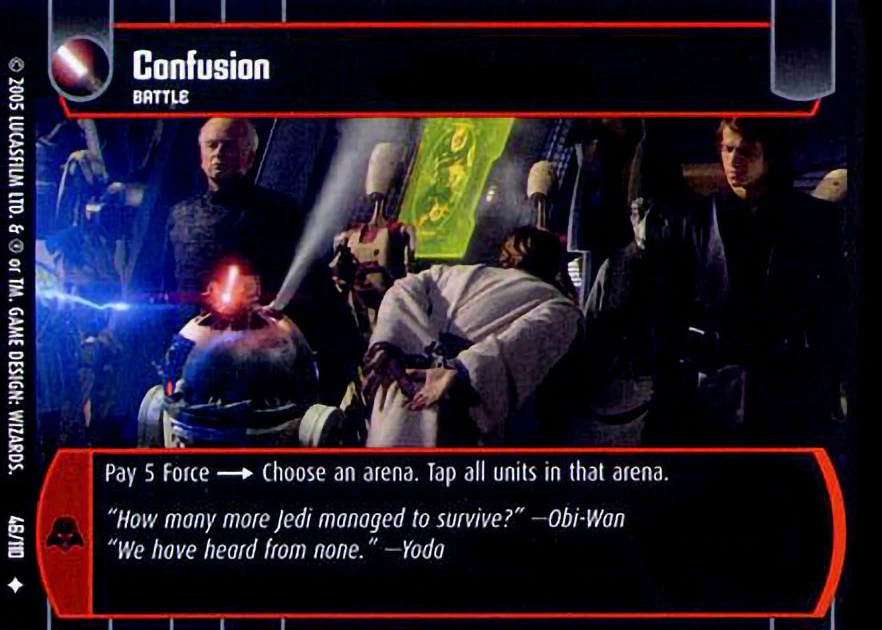 Confusion
BATTLE
Pay 5 Force → Choose an arena. Tap all units in that arena.
"How many more Jedi managed to survive?" —Obi-Wan
"We have heard from none." —Yoda
© 2005 LUCASFILM LTD. & ® or TM. GAME DESIGN: WIZARDS. 46/110